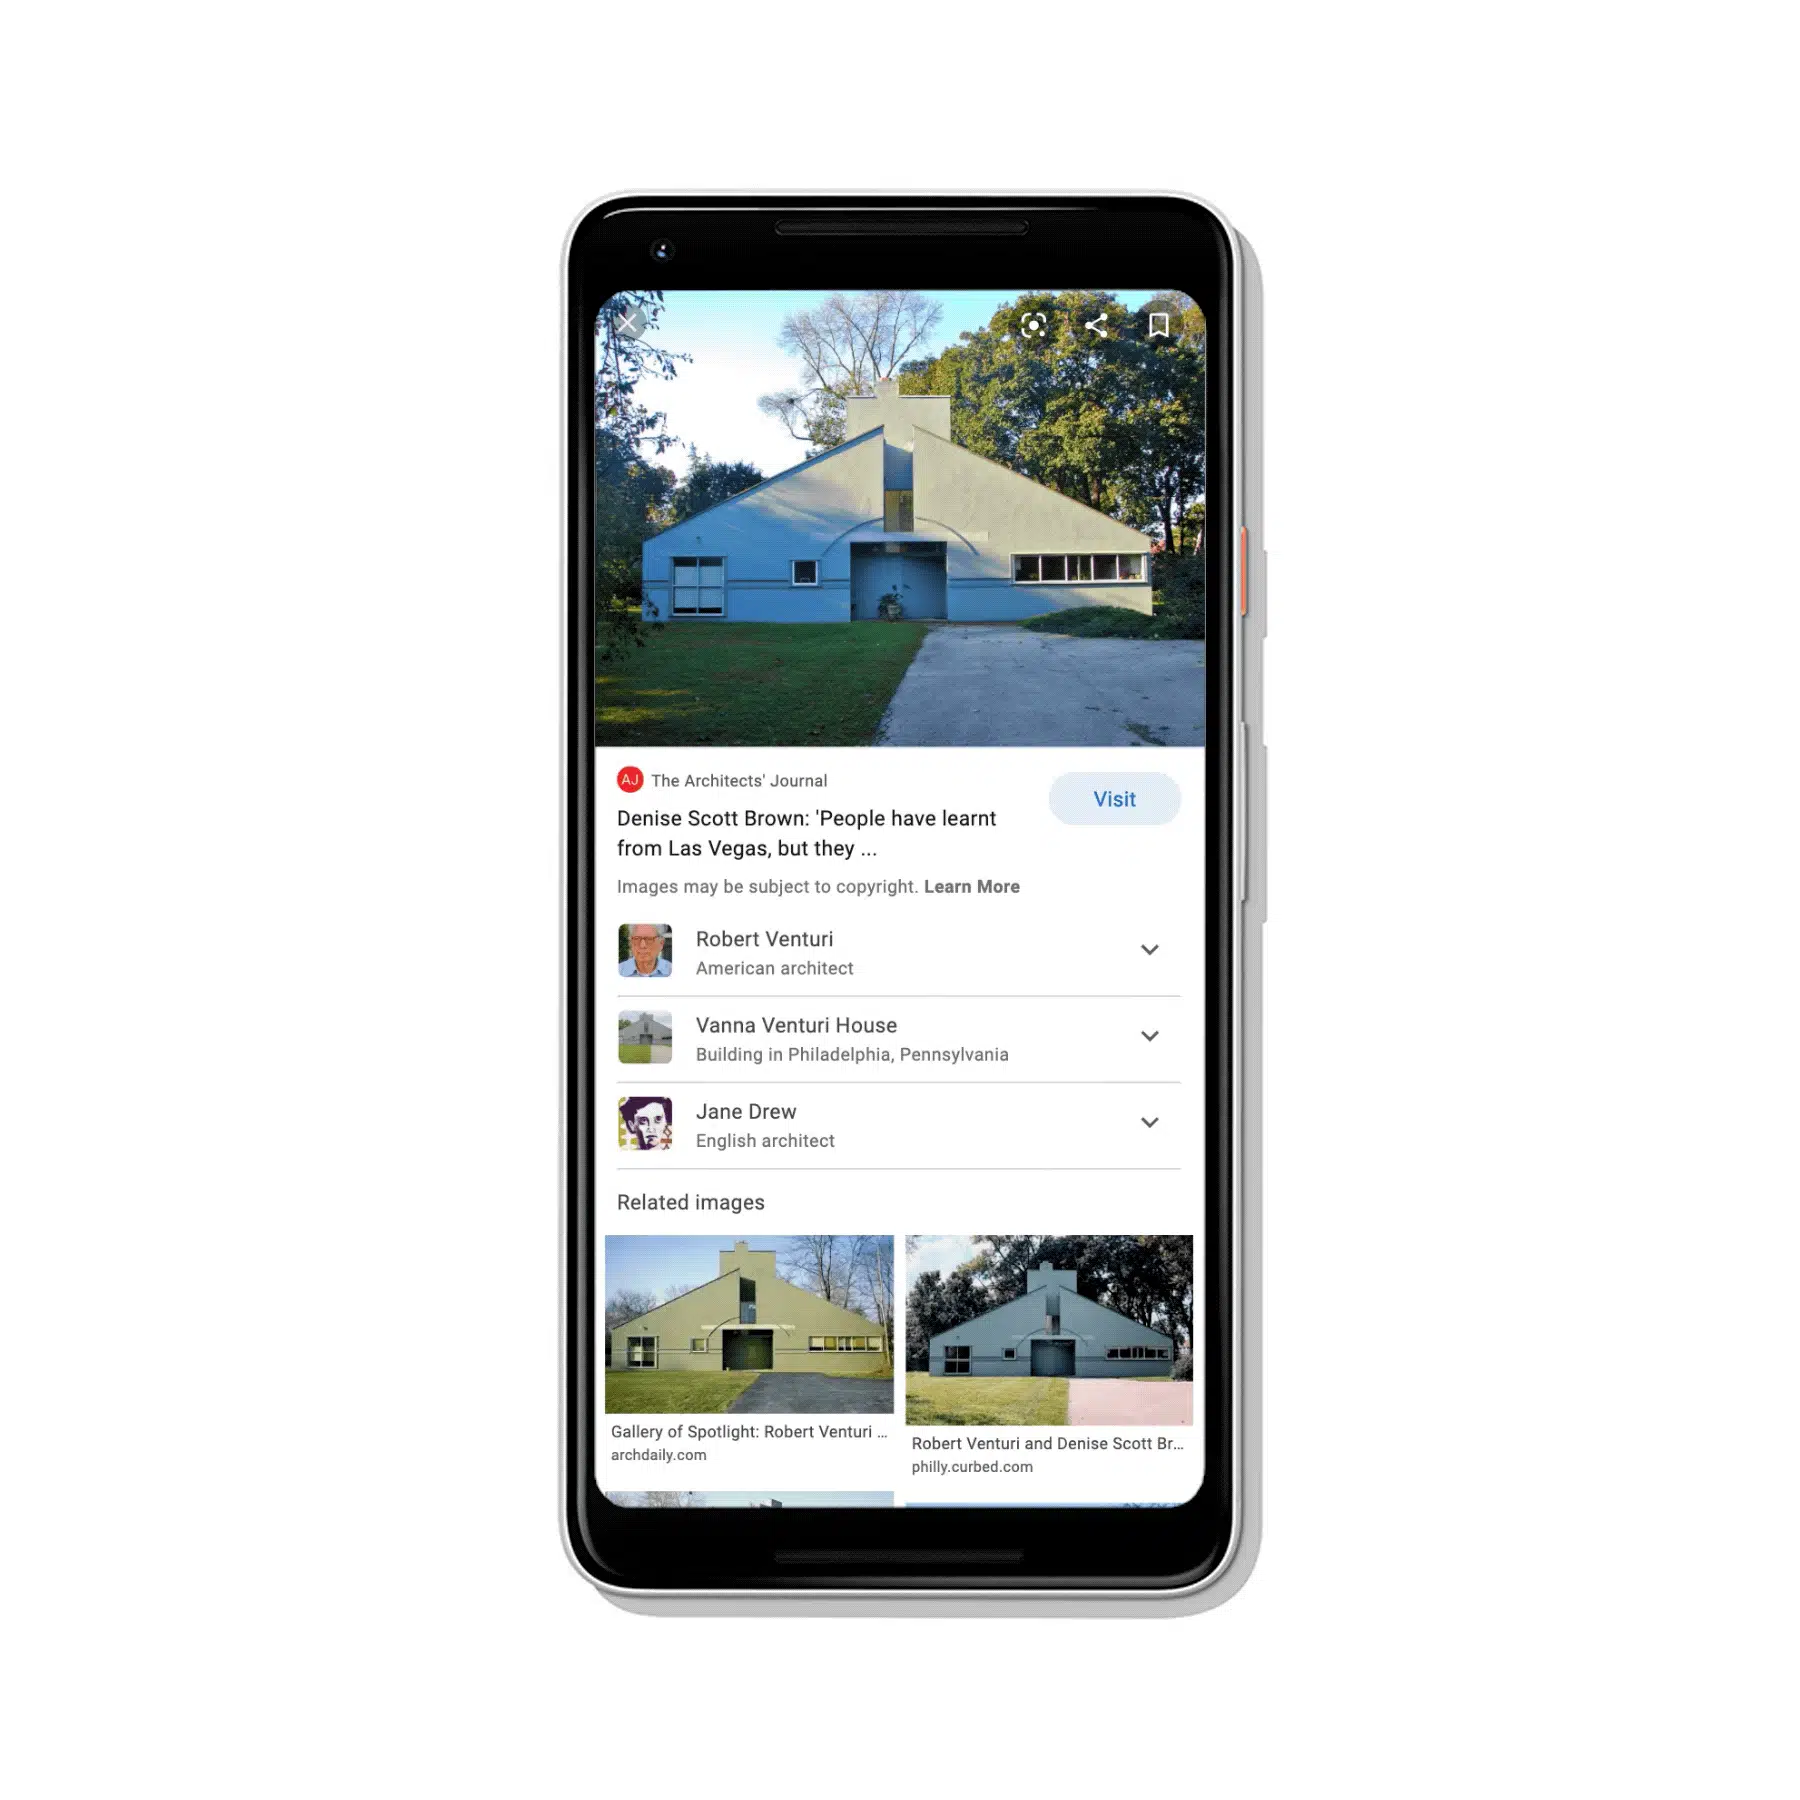 AJ The Architects' Journal
Visit
Denise Scott Brown: 'People have learnt
from Las Vegas, but they ...
Images may be subject to copyright. Learn More
Robert Venturi
American architect
Vanna Venturi House
Building in Philadelphia, Pennsylvania
Jane Drew
English architect
Related images
Gallery of Spotlight: Robert Venturi ...
archdaily.com
Robert Venturi and Denise Scott Br...
philly.curbed.com